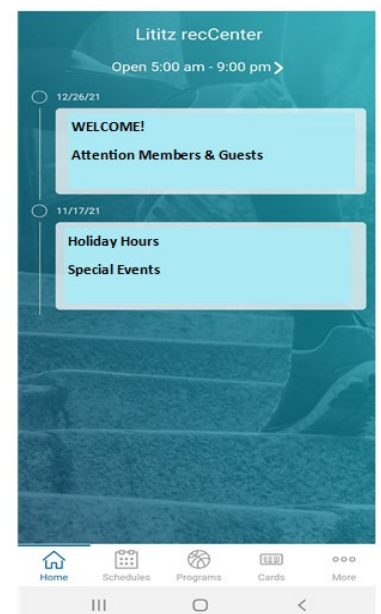 Lititz recCenter
Open 5:00 am - 9:00 pm
12/26/21
WELCOME!
Attention Members & Guests
11/17/21
Holiday Hours
Special Events
Home Schedules Programs Cards More